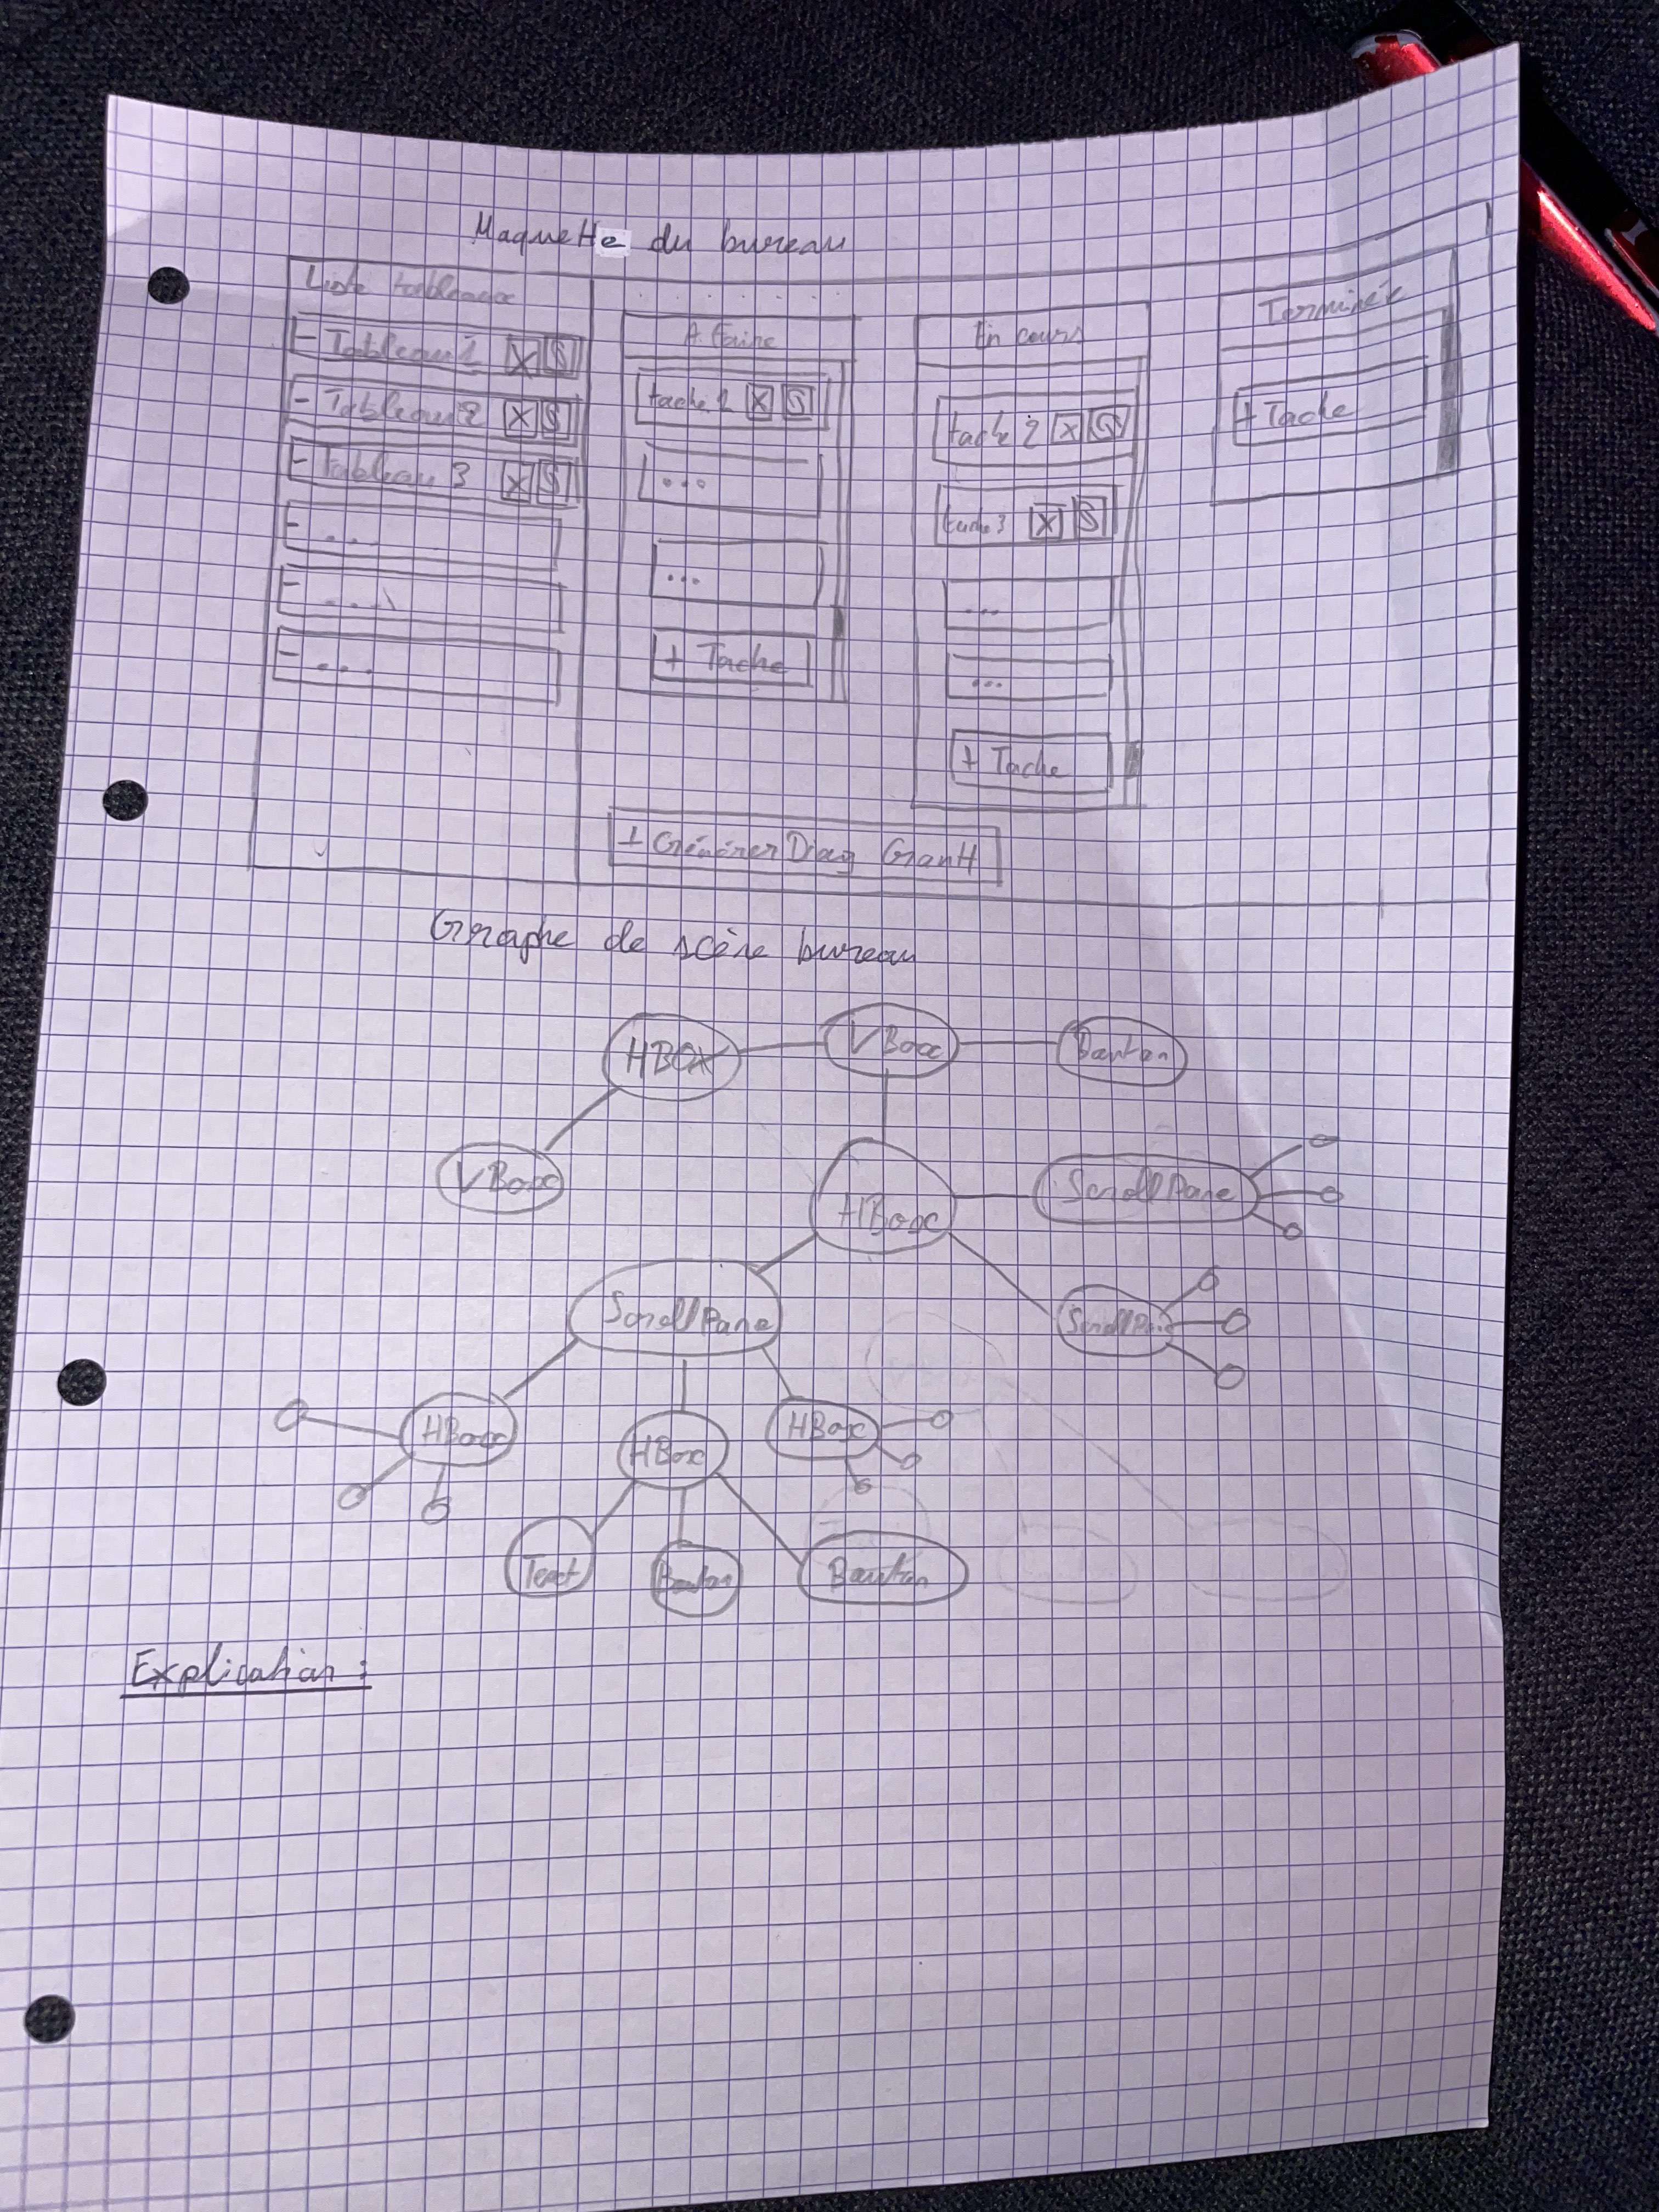 Maquette du bureau
Liste tableaux
- Tableau 1 X S
- Tableau 2 X S
- Tableau 3 X S
- ...
- ...
- ...
A faire
tache 1 X S
...
...
+ Tache
En cours
tache 2 X S
tache 3 X S
...
...
+ Tache
Terminée
+ Tache
+ Générer Diag Grantt
Graphe de scène bureau
HBOX VBox Bouton
VBox HBox ScrollPane
ScrollPane ScrollPane
HBox HBox HBox
Text Bouton Bouton
Explication :